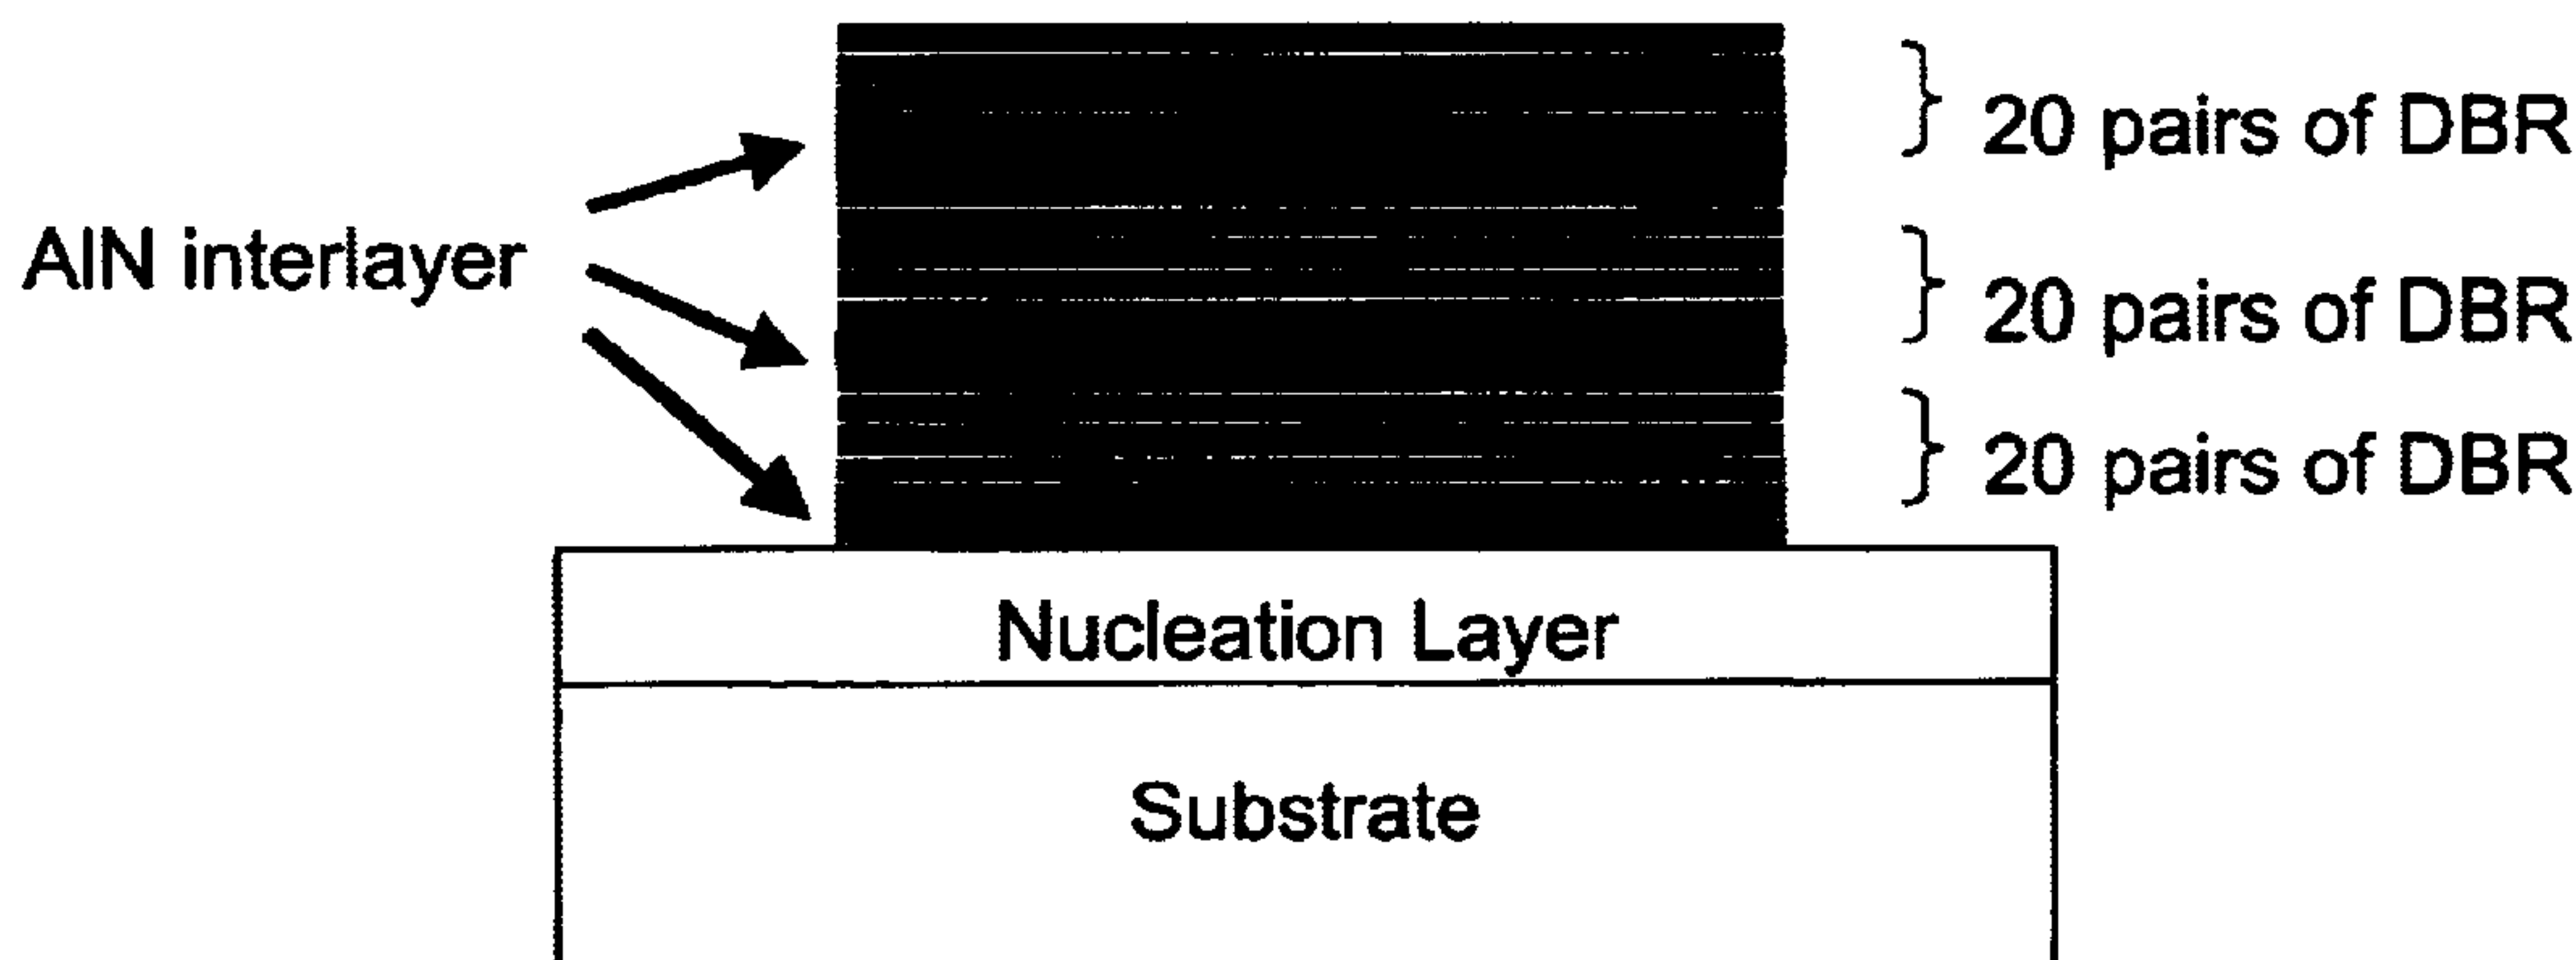 20 pairs of DBR
AlN interlayer
20 pairs of DBR
20 pairs of DBR
Nucleation Layer
Substrate